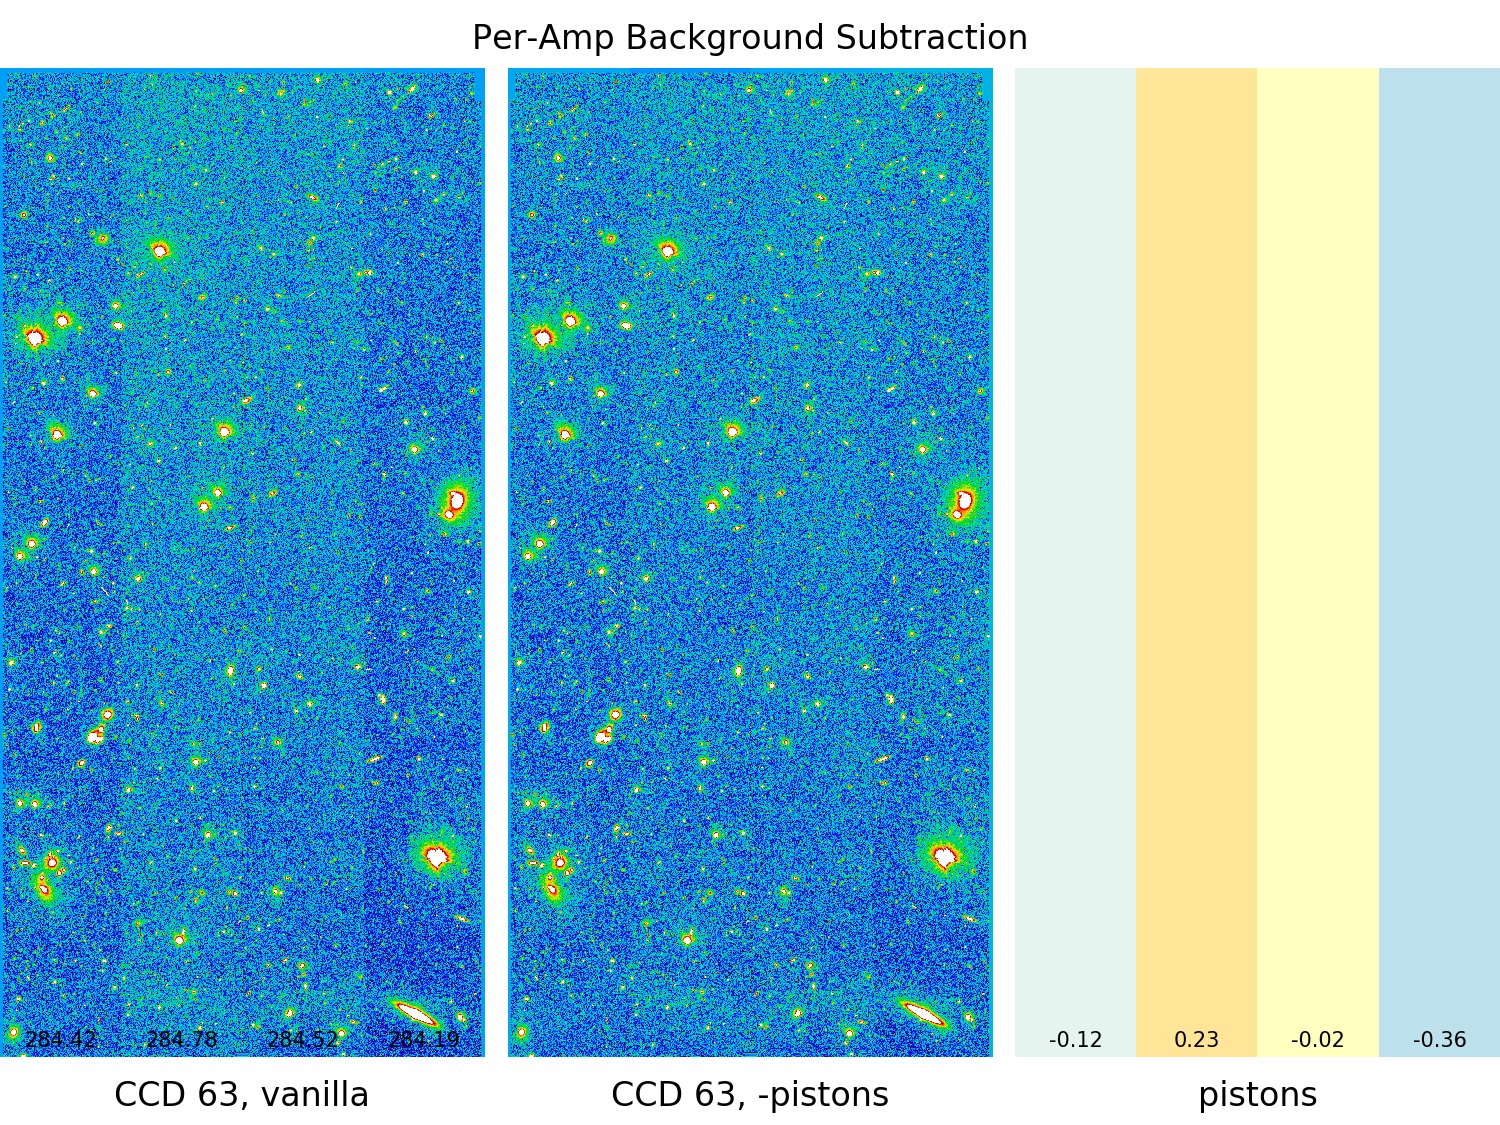 Per-Amp Background Subtraction
284.42 284.78 284.52 284.19
-0.12 0.23 -0.02 -0.36
CCD 63, vanilla
CCD 63, -pistons
pistons